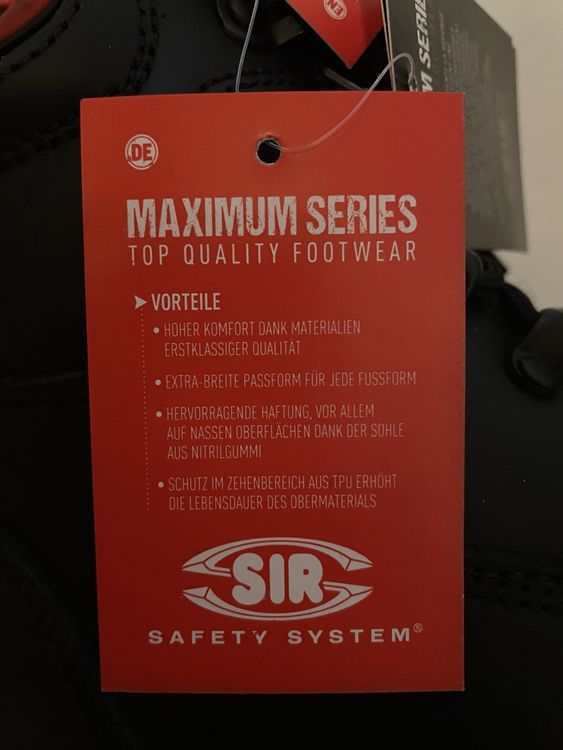 EN
M SERIE
DE
MAXIMUM SERIES
TOP QUALITY FOOTWEAR
VORTEILE
• HOHER KOMFORT DANK MATERIALIEN
ERSTKLASSIGER QUALITÄT
• EXTRA-BREITE PASSFORM FÜR JEDE FUSSFORM
• HERVORRAGENDE HAFTUNG, VOR ALLEM
AUF NASSEN OBERFLÄCHEN DANK DER SOHLE
AUS NITRILGUMMI
• SCHUTZ IM ZEHENBEREICH AUS TPU ERHÖHT
DIE LEBENSDAUER DES OBERMATERIALS
SIR
SAFETY SYSTEM®